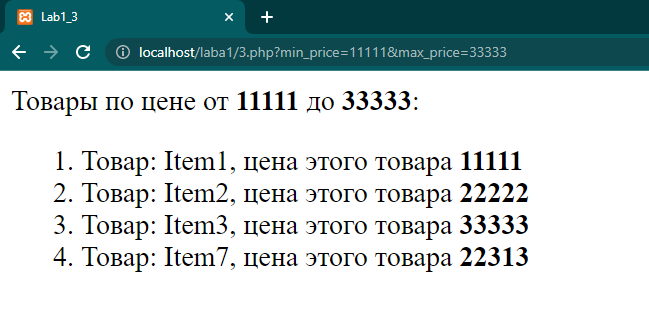 Lab1_3
localhost/laba1/3.php?min_price=11111&max_price=33333
Товары по цене от 11111 до 33333:
1. Товар: Item1, цена этого товара 11111
2. Товар: Item2, цена этого товара 22222
3. Товар: Item3, цена этого товара 33333
4. Товар: Item7, цена этого товара 22313